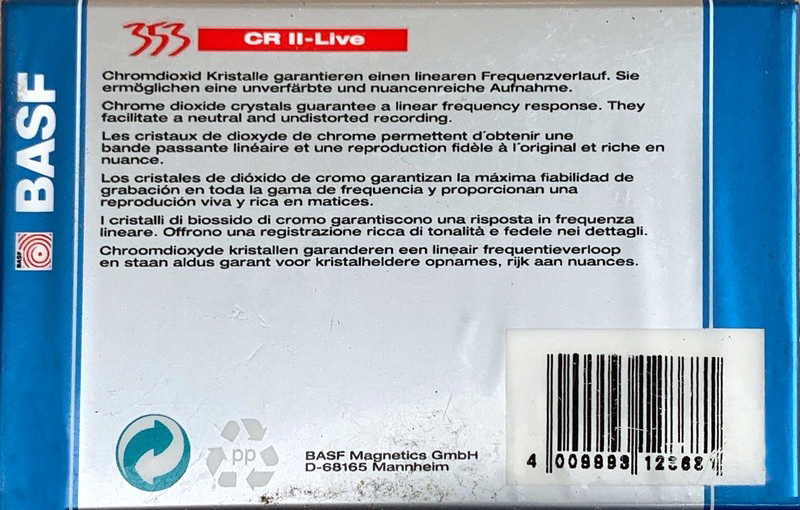 353 CR II-Live
Chromdioxid Kristalle garantieren einen linearen Frequenzverlauf. Sie
ermöglichen eine unverfärbte und nuancenreiche Aufnahme.
Chrome dioxide crystals guarantee a linear frequency response. They
facilitate a neutral and undistorted recording.
Les cristaux de dioxyde de chrome permettent d´obtenir une
bande passante linéaire et une reproduction fidèle à l´original et riche en
nuance.
Los cristales de dióxido de cromo garantizan la máxima fiabilidad de
grabación en toda la gama de frequencia y proporcionan una
reprodución viva y rica en matices.
I cristalli di biossido di cromo garantiscono una risposta in frequenza
lineare. Offrono una registrazione ricca di tonalità e fedele nei dettagli.
Chroomdioxyde kristallen garanderen een lineair frequentieverloop
en staan aldus garant voor kristalheldere opnames, rijk aan nuances.
BASF
BASF
pp
BASF Magnetics GmbH
D-68165 Mannheim
4 009993